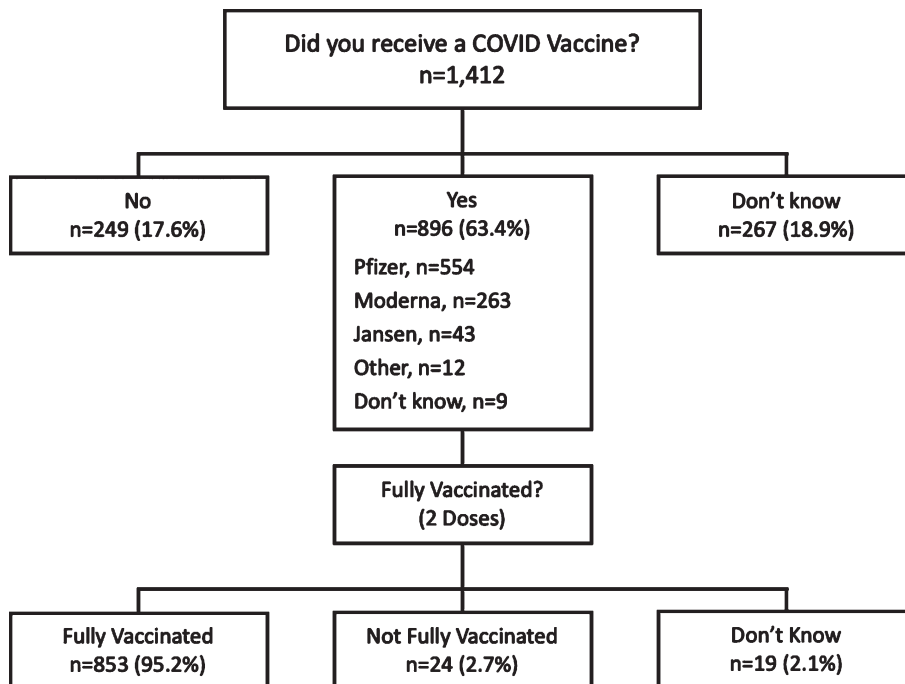 Did you receive a COVID Vaccine?
n=1,412
No
n=249 (17.6%)
Yes
n=896 (63.4%)
Pfizer, n=554
Moderna, n=263
Jansen, n=43
Other, n=12
Don’t know, n=9
Don’t know
n=267 (18.9%)
Fully Vaccinated?
(2 Doses)
Fully Vaccinated
n=853 (95.2%)
Not Fully Vaccinated
n=24 (2.7%)
Don’t Know
n=19 (2.1%)